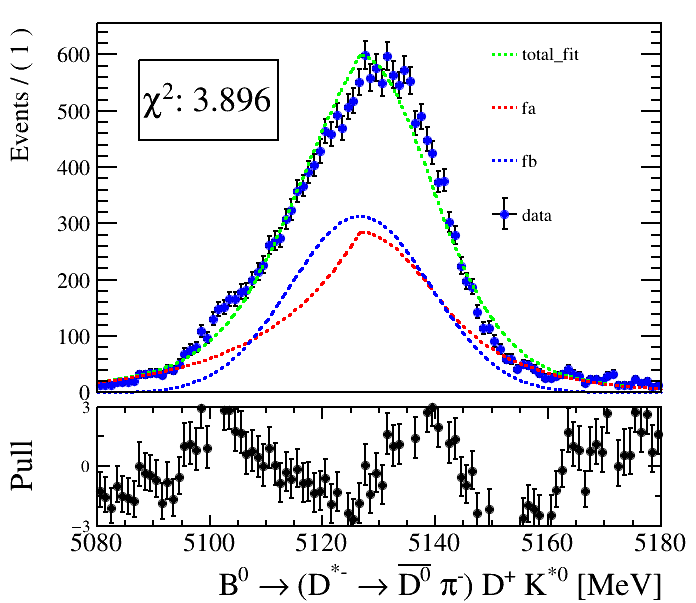 Events / ( 1 )
600
500
400
300
200
100
0
χ²: 3.896
total_fit
fa
fb
data
Pull
3
0
−3
5080 5100 5120 5140 5160 5180
B⁰ → (D*⁻ → D̅⁰ π⁻) D⁺ K*⁰ [MeV]